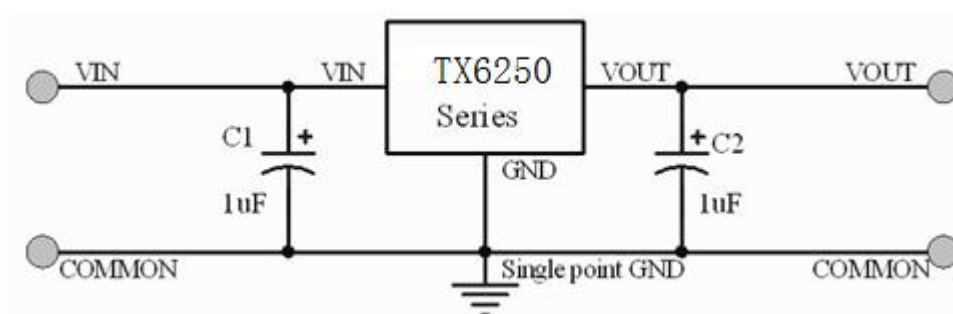 VIN
VIN
TX6250
Series
VOUT
VOUT
C1
+
1uF
GND
+
C2
1uF
COMMON
Single point GND
COMMON